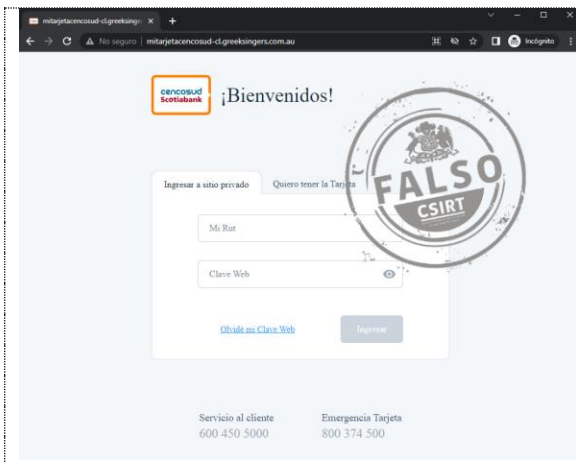 mitarjetacencosud-cl.greeksinger
No seguro | mitarjetacencosud-cl.greeksingers.com.au
Incógnito
cencosud
Scotiabank
¡Bienvenidos!
Ingresar a sitio privado
Quiero tener la Tarjeta
FALSO
CSIRT
Mi Rut
Clave Web
Olvidé mi Clave Web
Ingresar
Servicio al cliente
Emergencia Tarjeta
600 450 5000
800 374 500